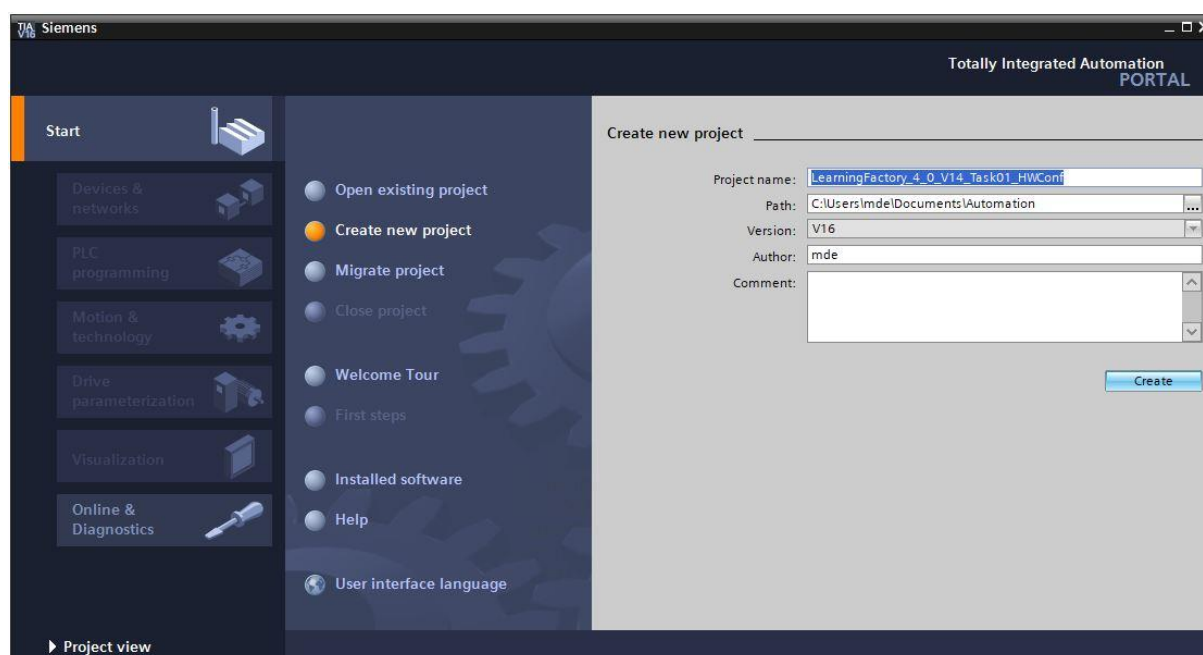 TIA V16 Siemens
Totally Integrated Automation
PORTAL
Start
Devices &
networks
PLC
programming
Motion &
technology
Drive
parameterization
Visualization
Online &
Diagnostics
Project view
Open existing project
Create new project
Migrate project
Close project
Welcome Tour
First steps
Installed software
Help
User interface language
Create new project
Project name: LearningFactory_4_0_V14_Task01_HWConf
Path: C:\Users\mde\Documents\Automation ...
Version: V16
Author: mde
Comment:
Create